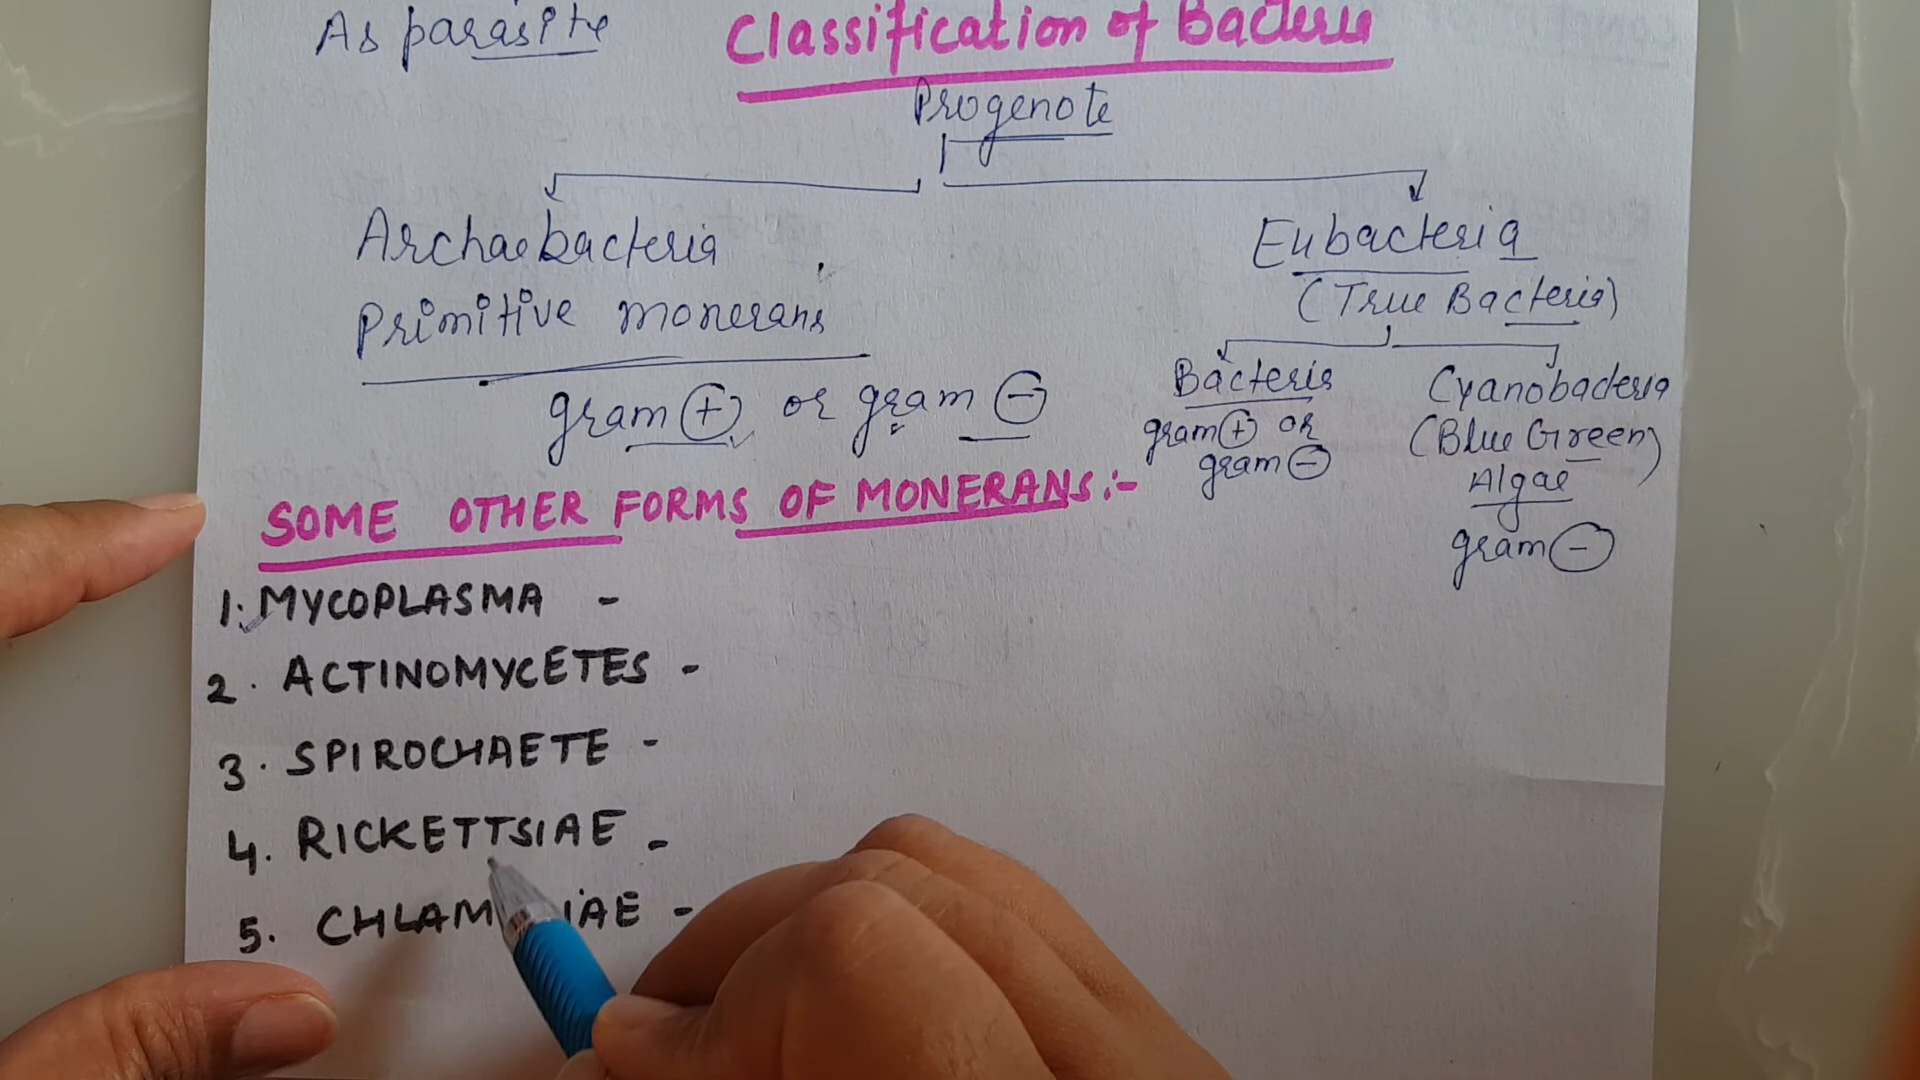 As parasite
Classification of Bacteria
Progenote
Archaebacteria
Primitive monerans
gram + or gram -
Eubacteria
(True Bacteria)
Bacteria
gram + or
gram -
Cyanobacteria
(Blue Green
Algae)
gram -
SOME OTHER FORMS OF MONERANS:-
1. MYCOPLASMA -
2. ACTINOMYCETES -
3. SPIROCHAETE -
4. RICKETTSIAE -
5.